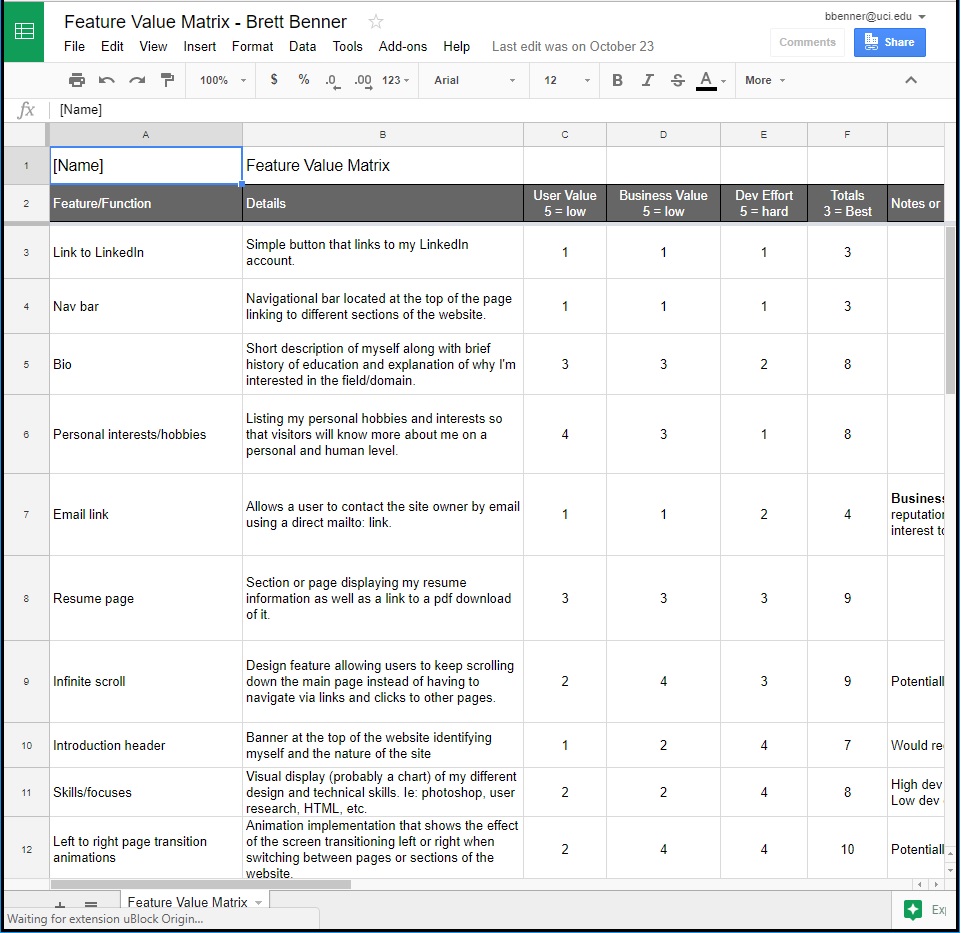 Feature Value Matrix - Brett Benner
bbenner@uci.edu
File Edit View Insert Format Data Tools Add-ons Help Last edit was on October 23
Comments
Share
100% $ % .0 .00 123 Arial 12 B I S A More
fx [Name]
A B C D E F
1 [Name] Feature Value Matrix
2 Feature/Function Details User Value Business Value Dev Effort Totals Notes or
5 = low 5 = low 5 = hard 3 = Best
3 Link to LinkedIn Simple button that links to my LinkedIn 1 1 1 3
account.
4 Nav bar Navigational bar located at the top of the page 1 1 1 3
linking to different sections of the website.
5 Bio Short description of myself along with brief 3 3 2 8
history of education and explanation of why I'm
interested in the field/domain.
6 Personal interests/hobbies Listing my personal hobbies and interests so 4 3 1 8
that visitors will know more about me on a
personal and human level.
7 Email link Allows a user to contact the site owner by email 1 1 2 4 Business
using a direct mailto: link. reputation
interest to
8 Resume page Section or page displaying my resume 3 3 3 9
information as well as a link to a pdf download
of it.
9 Infinite scroll Design feature allowing users to keep scrolling 2 4 3 9 Potentiall
down the main page instead of having to
navigate via links and clicks to other pages.
10 Introduction header Banner at the top of the website identifying 1 2 4 7 Would re
myself and the nature of the site
11 Skills/focuses Visual display (probably a chart) of my different 2 2 4 8 High dev
design and technical skills. Ie: photoshop, user Low dev
research, HTML, etc.
12 Left to right page transition Animation implementation that shows the effect 2 4 4 10 Potentiall
animations of the screen transitioning left or right when
switching between pages or sections of the
website.
Feature Value Matrix
Waiting for extension uBlock Origin...
Ex